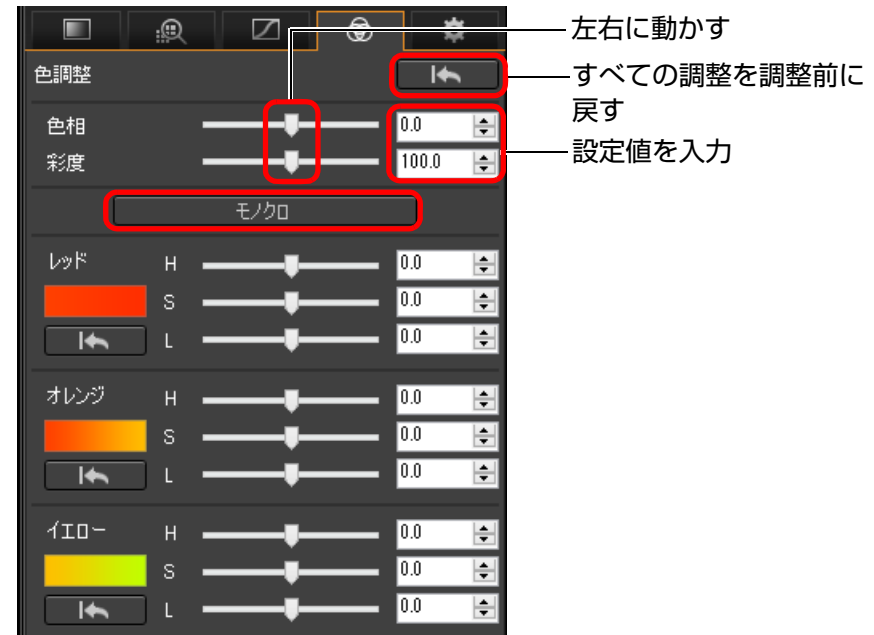 左右に動かす
色調整
すべての調整を調整前に
戻す
色相 0.0
設定値を入力
彩度 100.0
モノクロ
レッド H 0.0
S 0.0
L 0.0
オレンジ H 0.0
S 0.0
L 0.0
イエロー H 0.0
S 0.0
L 0.0